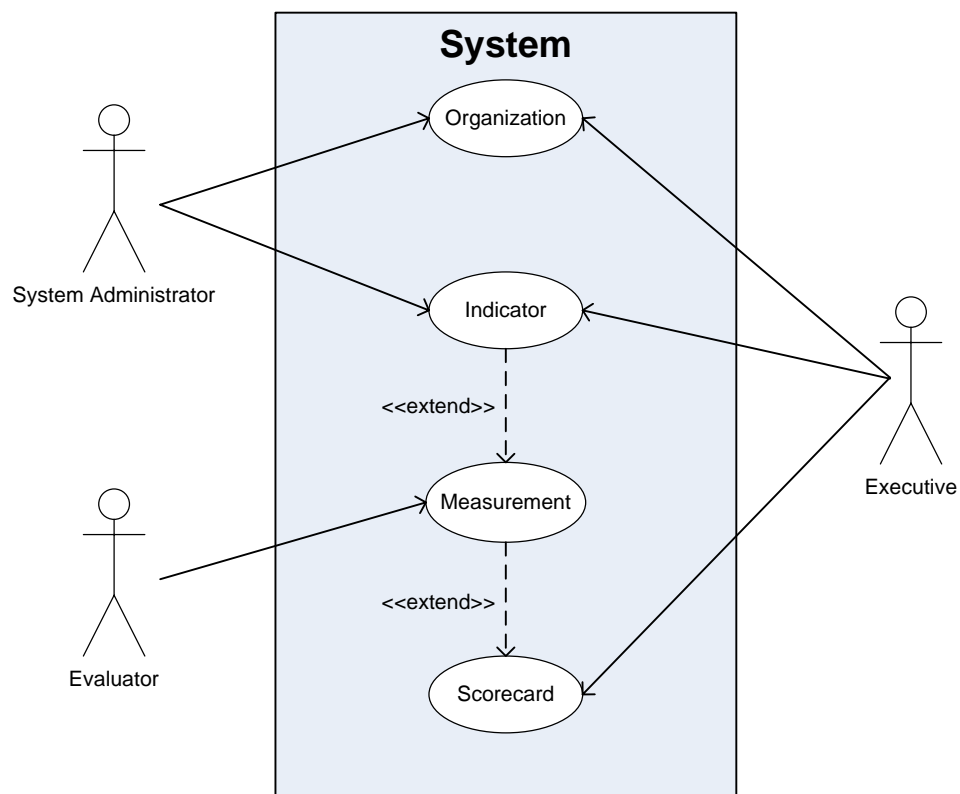 System
Organization
System Administrator
Indicator
<<extend>>
Executive
Measurement
<<extend>>
Evaluator
Scorecard